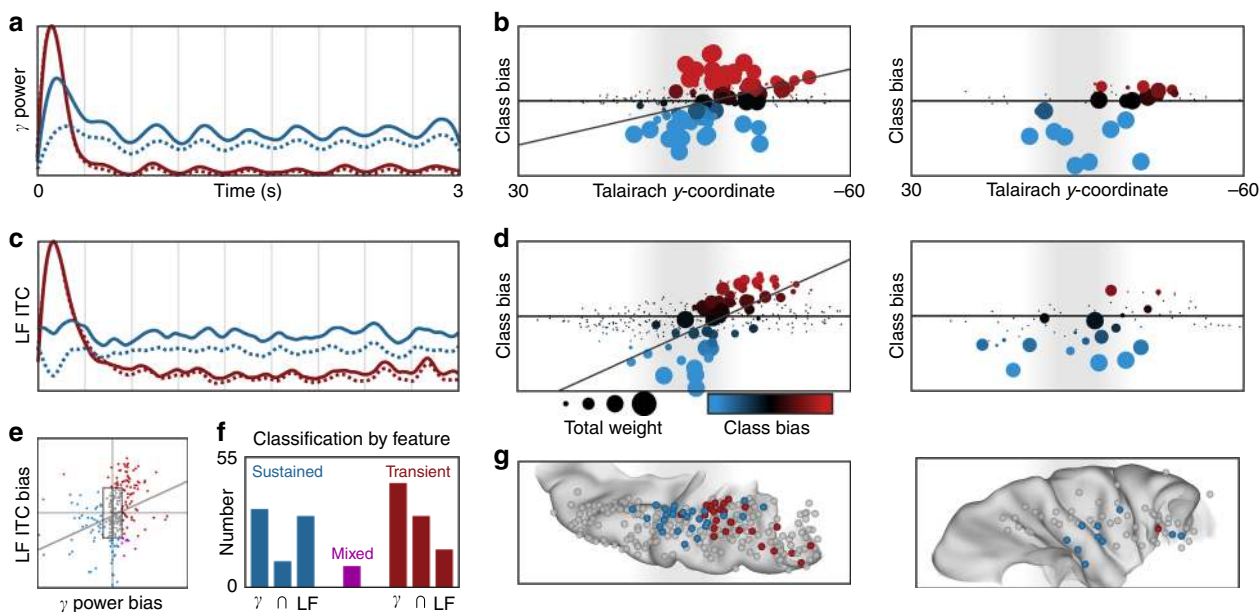 a
γ power
0
Time (s)
3
b
Class bias
30
Talairach y-coordinate
–60
Class bias
30
Talairach y-coordinate
–60
c
LF ITC
d
Class bias
Total weight
Class bias
Class bias
e
LF ITC bias
γ power bias
f
Classification by feature
55
Number
0
Sustained
Mixed
Transient
γ ∩ LF
γ ∩ LF
g